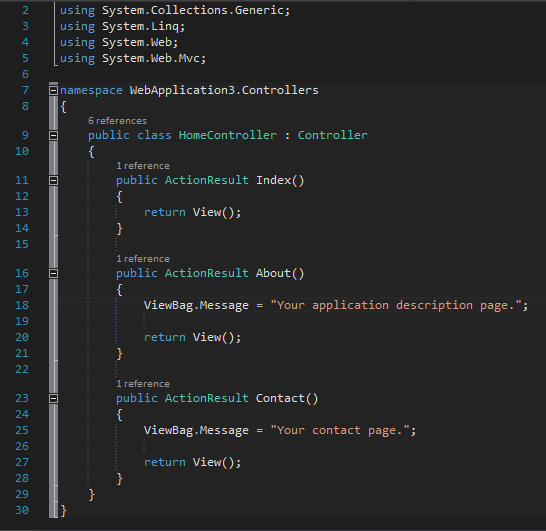 2 using System.Collections.Generic;
3 using System.Linq;
4 using System.Web;
5 using System.Web.Mvc;
6
7 namespace WebApplication3.Controllers
8 {
6 references
9 public class HomeController : Controller
10 {
1 reference
11 public ActionResult Index()
12 {
13 return View();
14 }
15
1 reference
16 public ActionResult About()
17 {
18 ViewBag.Message = "Your application description page.";
19
20 return View();
21 }
22
1 reference
23 public ActionResult Contact()
24 {
25 ViewBag.Message = "Your contact page.";
26
27 return View();
28 }
29 }
30 }